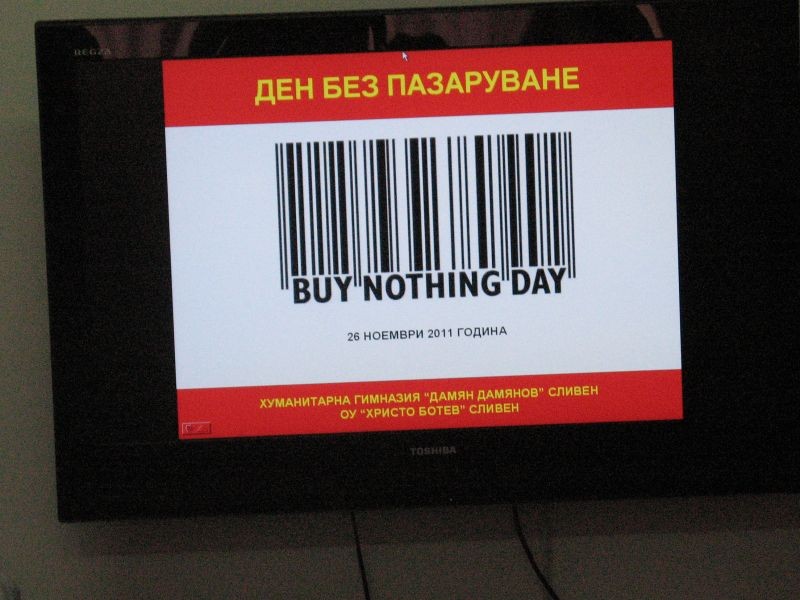 REGZA
ДЕН БЕЗ ПАЗАРУВАНЕ
BUY NOTHING DAY
26 НОЕМВРИ 2011 ГОДИНА
ХУМАНИТАРНА ГИМНАЗИЯ "ДАМЯН ДАМЯНОВ" СЛИВЕН
ОУ "ХРИСТО БОТЕВ" СЛИВЕН
TOSHIBA